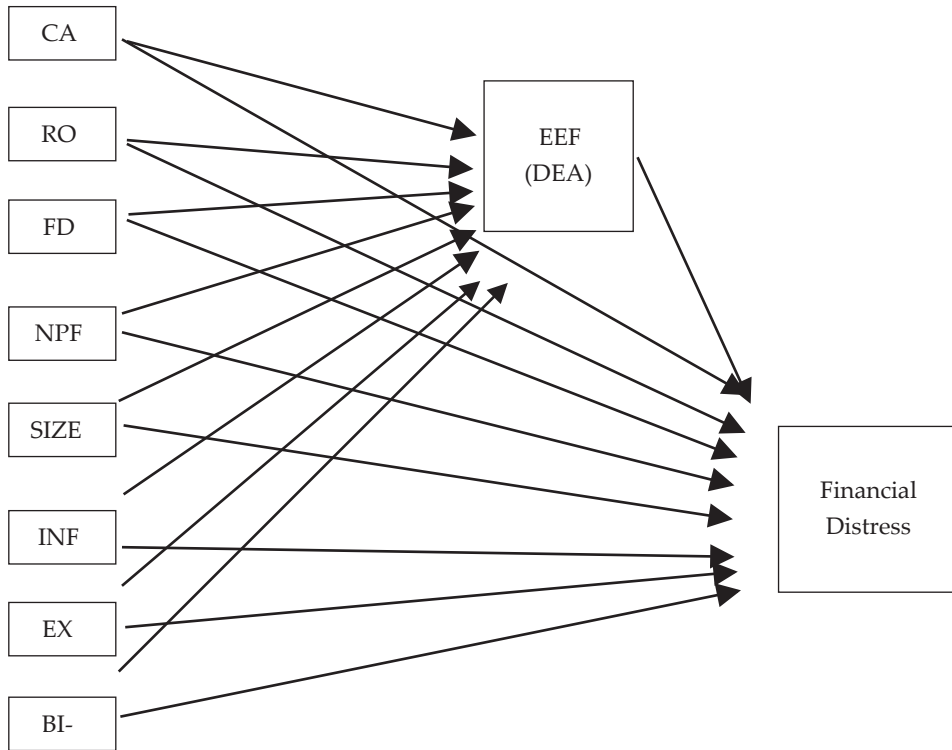 CA
RO
FD
NPF
SIZE
INF
EX
BI-
EEF
(DEA)
Financial
Distress